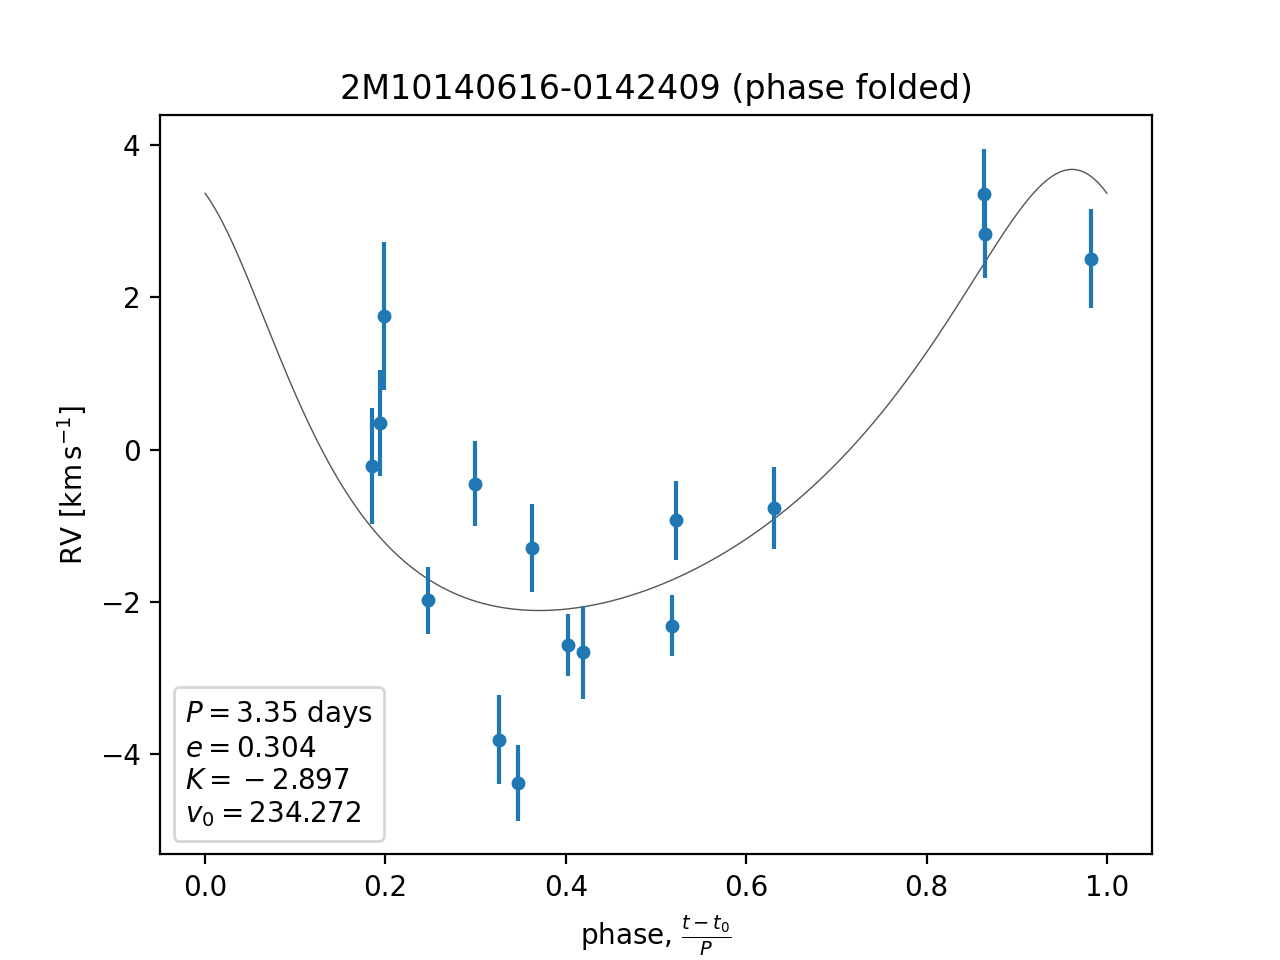 2M10140616-0142409 (phase folded)
4
2
0
−2
−4
RV [km s⁻¹]
P = 3.35 days
e = 0.304
K = −2.897
v₀ = 234.272
0.0 0.2 0.4 0.6 0.8 1.0
phase, (t − t₀)/P